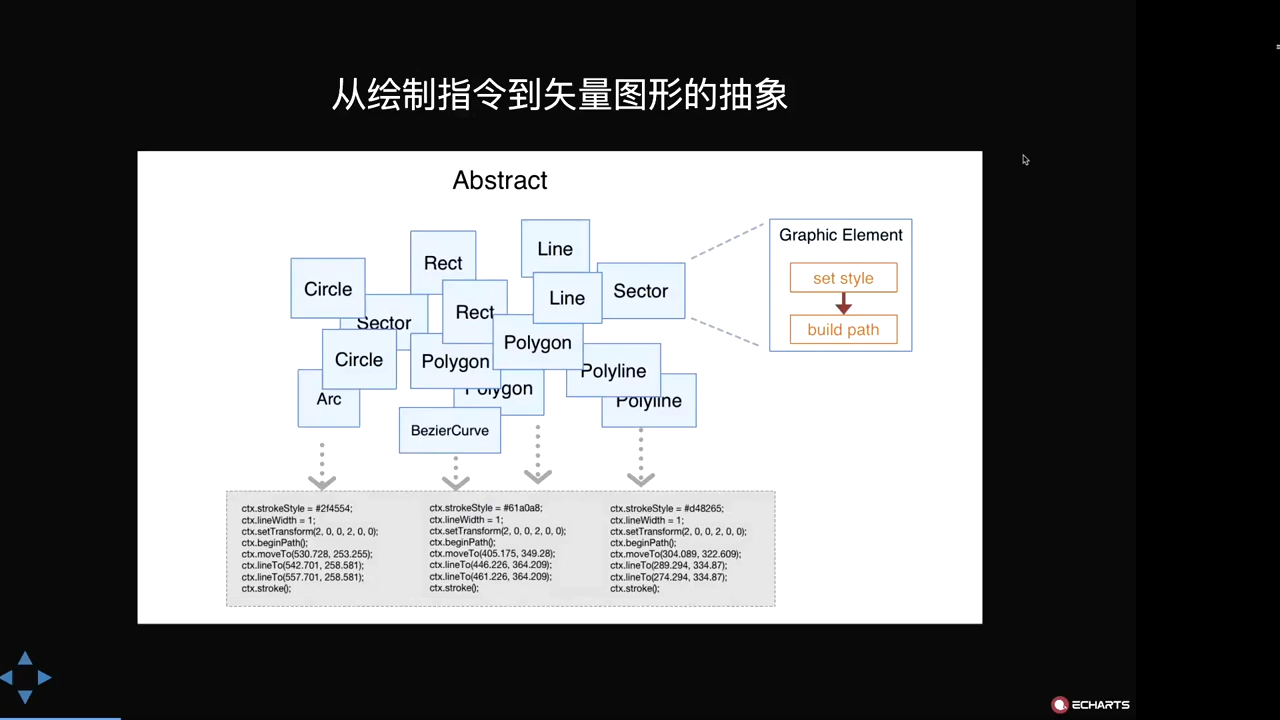 从绘制指令到矢量图形的抽象
Abstract
Line
Rect
Graphic Element
Circle
Line
Sector
set style
Sector
Rect
build path
Circle
Polygon
Polygon
Polyline
Arc
Polygon
Polyline
BezierCurve
ctx.strokeStyle = #2f4554;
ctx.lineWidth = 1;
ctx.setTransform(2, 0, 0, 2, 0, 0);
ctx.beginPath();
ctx.moveTo(530.728, 253.255);
ctx.lineTo(542.701, 258.581);
ctx.lineTo(557.701, 258.581);
ctx.stroke();
ctx.strokeStyle = #61a0a8;
ctx.lineWidth = 1;
ctx.setTransform(2, 0, 0, 2, 0, 0);
ctx.beginPath();
ctx.moveTo(405.175, 349.28);
ctx.lineTo(446.226, 364.209);
ctx.lineTo(461.226, 364.209);
ctx.stroke();
ctx.strokeStyle = #d48265;
ctx.lineWidth = 1;
ctx.setTransform(2, 0, 0, 2, 0, 0);
ctx.beginPath();
ctx.moveTo(304.089, 322.609);
ctx.lineTo(289.294, 334.87);
ctx.lineTo(274.294, 334.87);
ctx.stroke();
ECHARTS